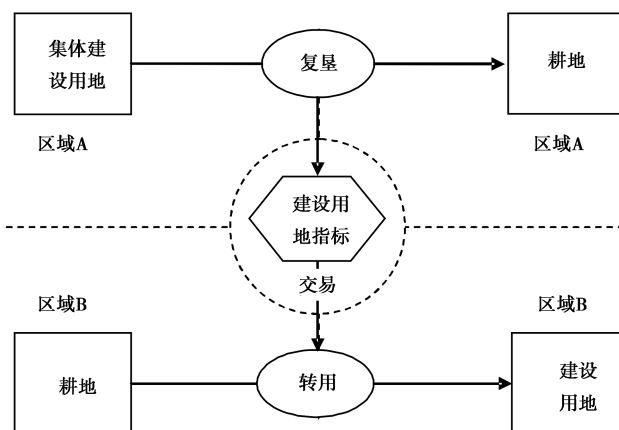 集体建
设用地
复垦
耕地
区域A
区域A
建设用
地指标
交易
区域B
区域B
耕地
转用
建设
用地